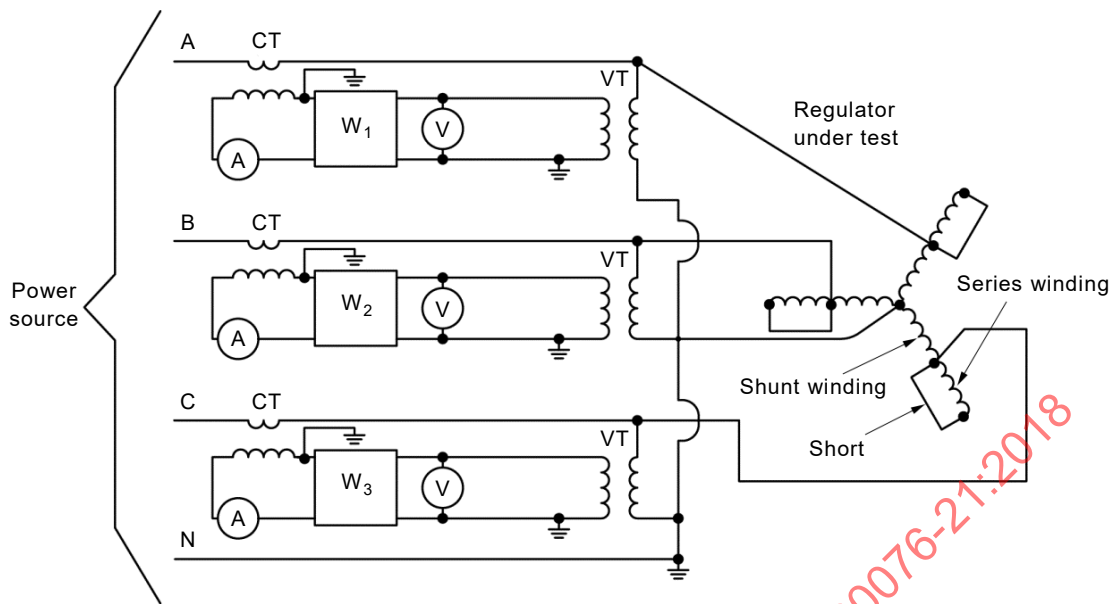 A
CT
VT
W1
V
A
Regulator
under test
B
CT
VT
W2
V
A
Power
source
Series winding
Shunt winding
C
CT
VT
Short
W3
V
A
N
0076-21:2018